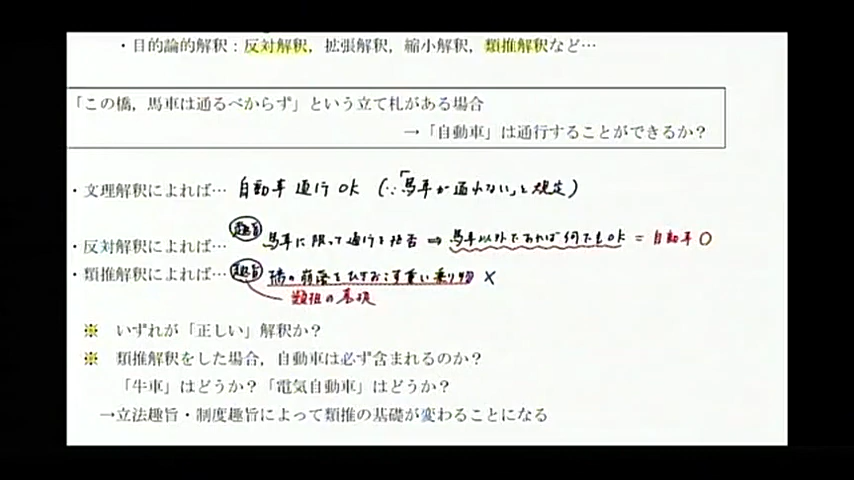 ・目的論的解釈：反対解釈，拡張解釈，縮小解釈，類推解釈など…
「この橋，馬車は通るべからず」という立て札がある場合
→「自動車」は通行することができるか？
・文理解釈によれば… 自動車通行OK (∵「馬車が通れない」と規定)
・反対解釈によれば… 趣旨 馬車に限って通行を拒否 ⇒ 馬車以外であれば何でもOK = 自動車○
・類推解釈によれば… 趣旨 橋の崩落をひきおこす重い乗り物 ×
類推の基礎
※ いずれが「正しい」解釈か？
※ 類推解釈をした場合，自動車は必ず含まれるのか？
「牛車」はどうか？「電気自動車」はどうか？
→立法趣旨・制度趣旨によって類推の基礎が変わることになる